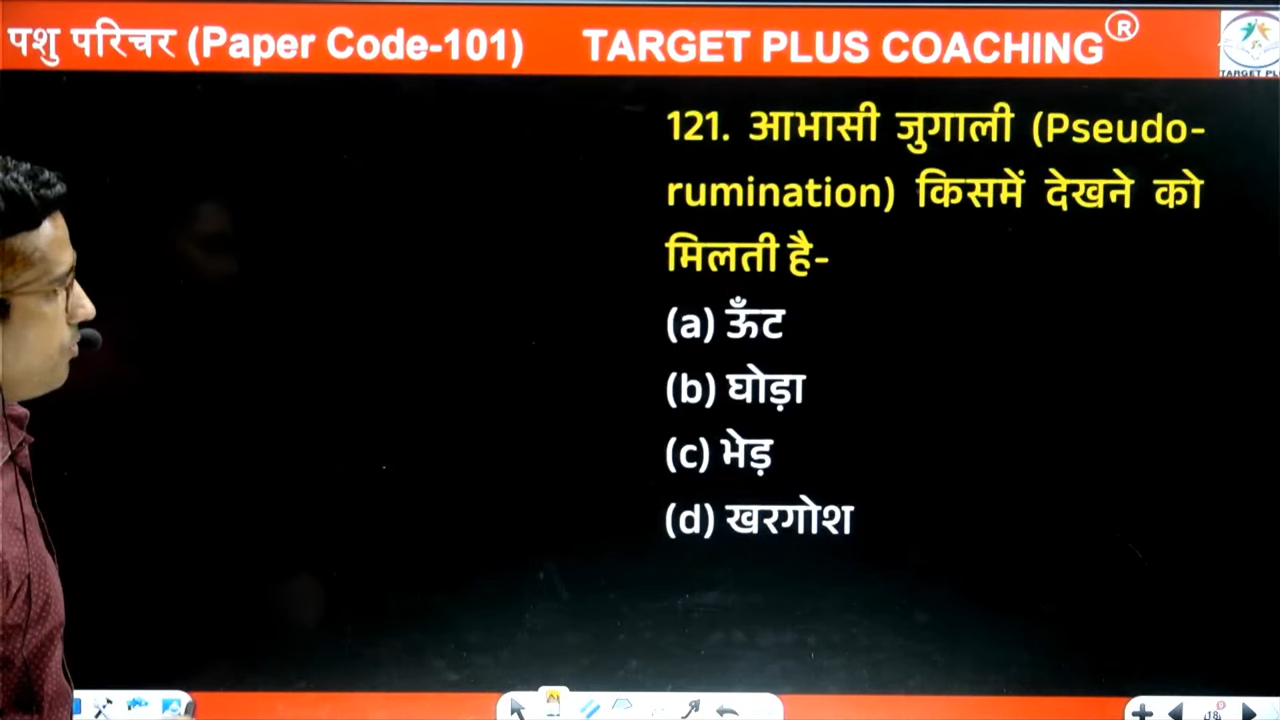 पशु परिचर (Paper Code-101) TARGET PLUS COACHING®
121. आभासी जुगाली (Pseudo-
rumination) किसमें देखने को
मिलती है-
(a) ऊँट
(b) घोड़ा
(c) भेड़
(d) खरगोश